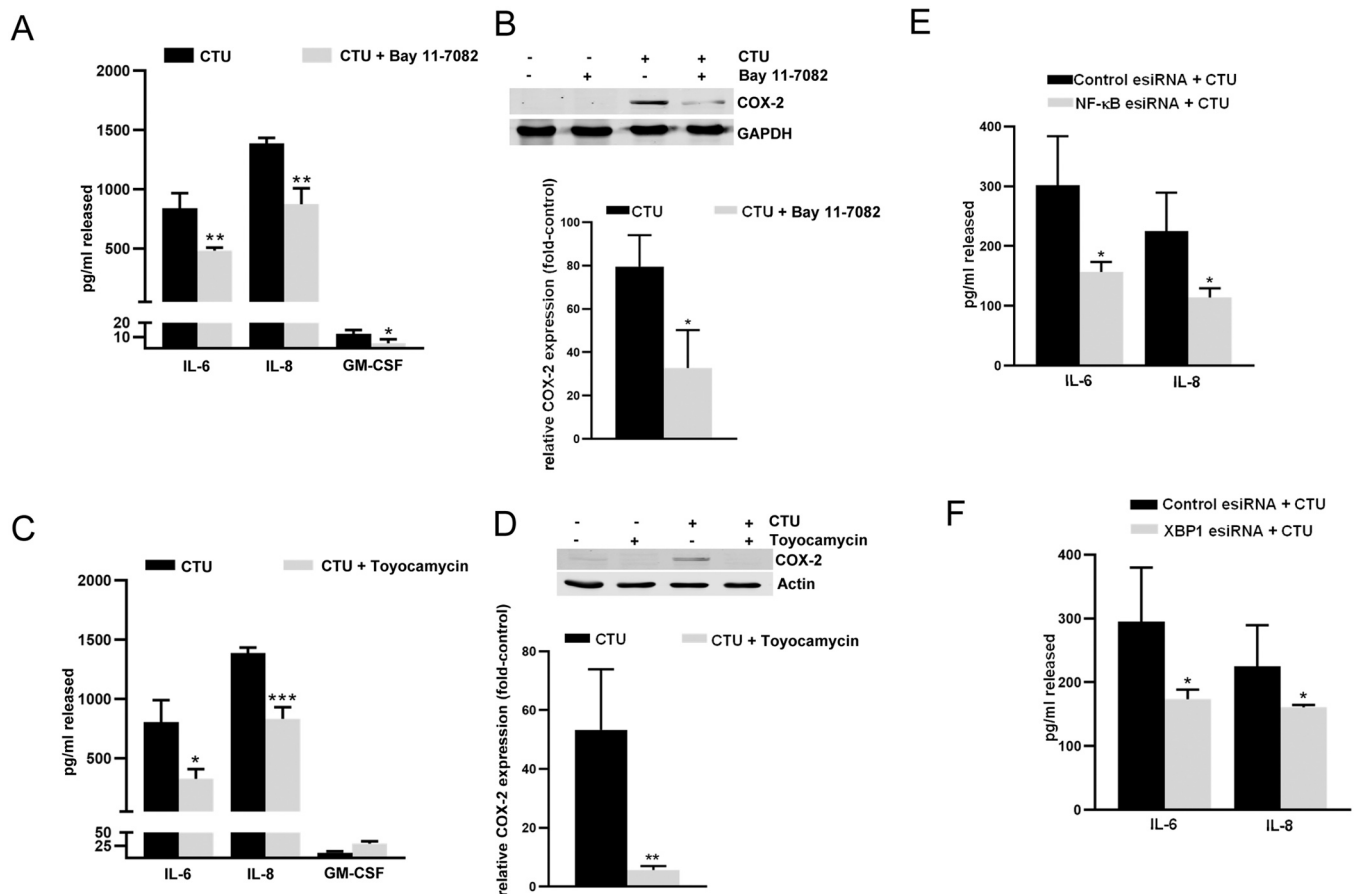 A
CTU
CTU + Bay 11-7082
2000
1500
1000
500
20
10
pg/ml released
**
**
*
IL-6
IL-8
GM-CSF
B
- - + + CTU
- + - + Bay 11-7082
COX-2
GAPDH
CTU
CTU + Bay 11-7082
100
80
60
40
20
0
relative COX-2 expression (fold-control)
*
E
Control esiRNA + CTU
NF-κB esiRNA + CTU
400
300
200
100
0
pg/ml released
*
*
IL-6
IL-8
C
CTU
CTU + Toyocamycin
2000
1500
1000
500
50
25
pg/ml released
*
***
IL-6
IL-8
GM-CSF
D
- - + + CTU
- + - + Toyocamycin
COX-2
Actin
CTU
CTU + Toyocamycin
80
60
40
20
0
relative COX-2 expression (fold-control)
**
F
Control esiRNA + CTU
XBP1 esiRNA + CTU
400
300
200
100
0
pg/ml released
*
*
IL-6
IL-8